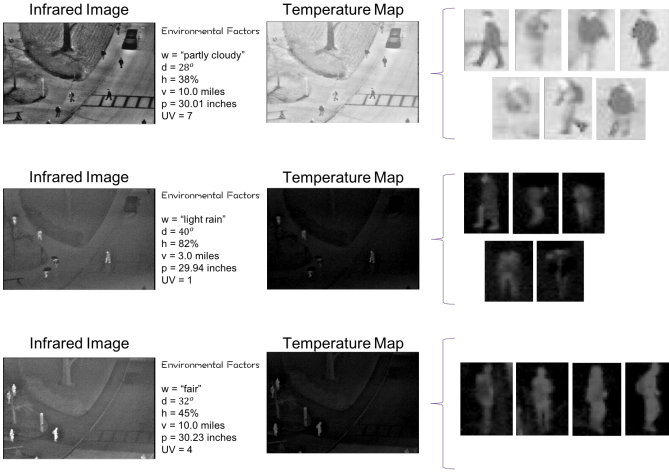 Infrared Image
Environmental Factors
w = “partly cloudy”
d = 28°
h = 38%
v = 10.0 miles
p = 30.01 inches
UV = 7
Temperature Map
Infrared Image
Environmental Factors
w = “light rain”
d = 40°
h = 82%
v = 3.0 miles
p = 29.94 inches
UV = 1
Temperature Map
Infrared Image
Environmental Factors
w = “fair”
d = 32°
h = 45%
v = 10.0 miles
p = 30.23 inches
UV = 4
Temperature Map